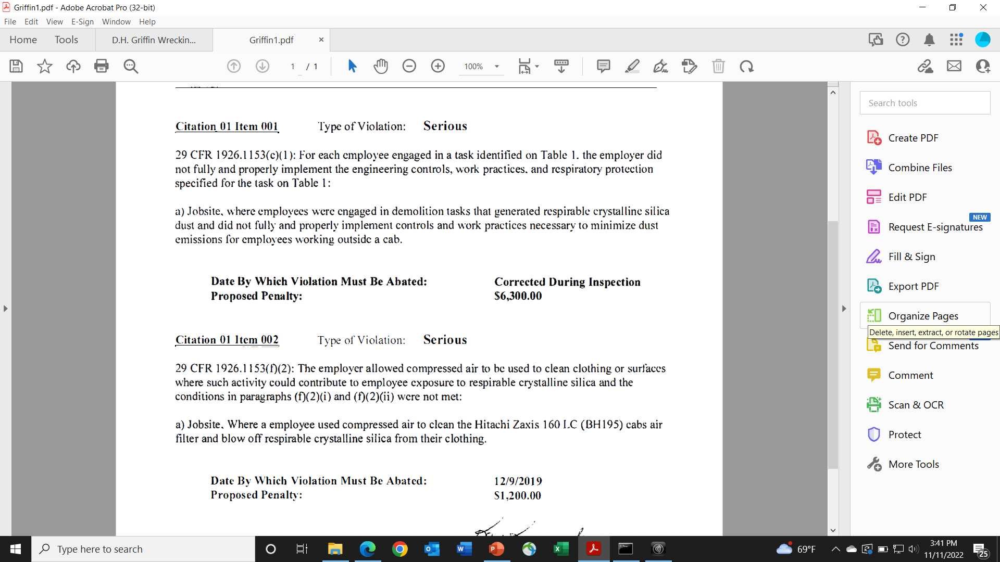 Griffin1.pdf - Adobe Acrobat Pro (32-bit)
File Edit View E-Sign Window Help
Home Tools D.H. Griffin Wreckin... Griffin1.pdf ×
1 / 1 100%
Citation 01 Item 001 Type of Violation: Serious
29 CFR 1926.1153(c)(1): For each employee engaged in a task identified on Table 1. the employer did
not fully and properly implement the engineering controls, work practices, and respiratory protection
specified for the task on Table 1:
a) Jobsite, where employees were engaged in demolition tasks that generated respirable crystalline silica
dust and did not fully and properly implement controls and work practices necessary to minimize dust
emissions for employees working outside a cab.
Date By Which Violation Must Be Abated: Corrected During Inspection
Proposed Penalty: $6,300.00
Citation 01 Item 002 Type of Violation: Serious
29 CFR 1926.1153(f)(2): The employer allowed compressed air to be used to clean clothing or surfaces
where such activity could contribute to employee exposure to respirable crystalline silica and the
conditions in paragraphs (f)(2)(i) and (f)(2)(ii) were not met:
a) Jobsite, Where a employee used compressed air to clean the Hitachi Zaxis 160 LC (BH195) cabs air
filter and blow off respirable crystalline silica from their clothing.
Date By Which Violation Must Be Abated: 12/9/2019
Proposed Penalty: $1,200.00
Search tools
Create PDF
Combine Files
Edit PDF
NEW
Request E-signatures
Fill & Sign
Export PDF
Organize Pages
Delete, insert, extract, or rotate pages
Send for Comments
Comment
Scan & OCR
Protect
More Tools
Type here to search
69°F
3:41 PM
11/11/2022
25